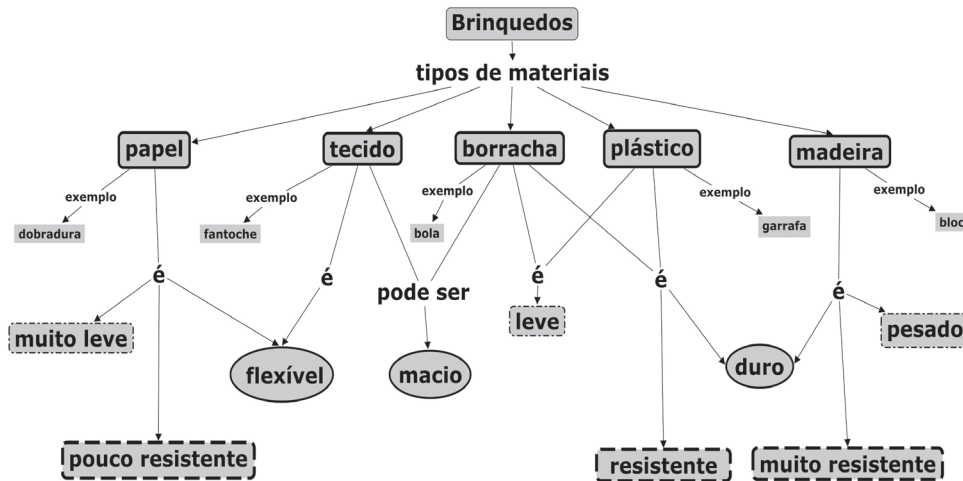 Brinquedos
tipos de materiais
papel
tecido
borracha
plástico
madeira
exemplo
exemplo
exemplo
exemplo
exemplo
dobradura
fantoche
bola
garrafa
bloc
é
é
pode ser
é
é
é
muito leve
flexível
macio
leve
duro
pesado
pouco resistente
resistente
muito resistente